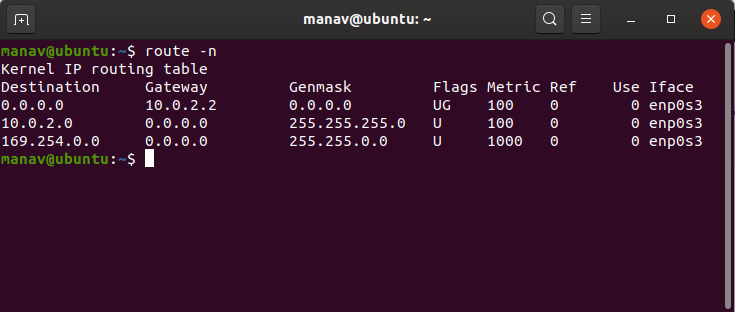 manav@ubuntu: ~
manav@ubuntu:~$ route -n
Kernel IP routing table
Destination     Gateway         Genmask         Flags Metric Ref    Use Iface
0.0.0.0         10.0.2.2        0.0.0.0         UG    100    0        0 enp0s3
10.0.2.0        0.0.0.0         255.255.255.0   U     100    0        0 enp0s3
169.254.0.0     0.0.0.0         255.255.0.0     U     1000   0        0 enp0s3
manav@ubuntu:~$